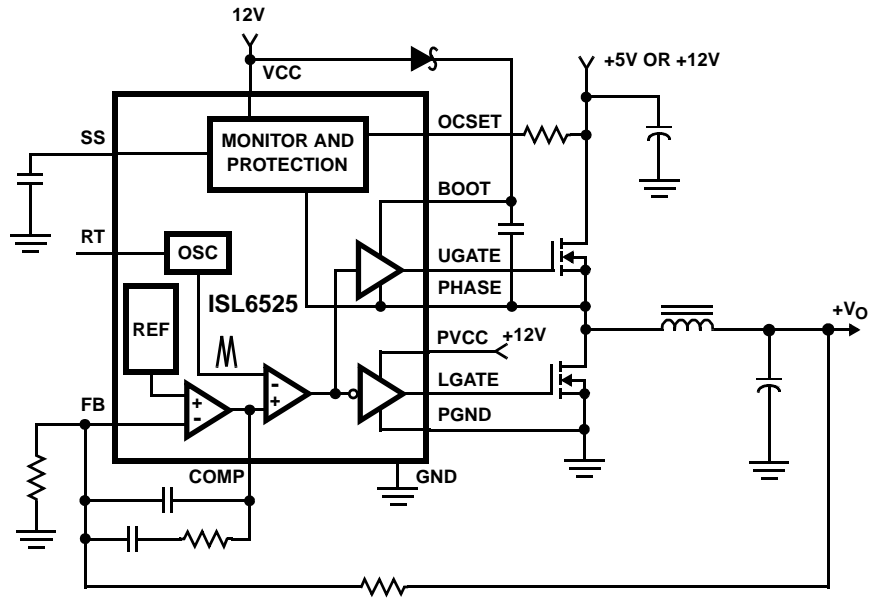 12V
VCC
+5V OR +12V
SS
MONITOR AND
PROTECTION
OCSET
BOOT
RT
OSC
UGATE
ISL6525
PHASE
REF
PVCC
+12V
+VO
LGATE
FB
+
-
-
+
PGND
COMP
GND